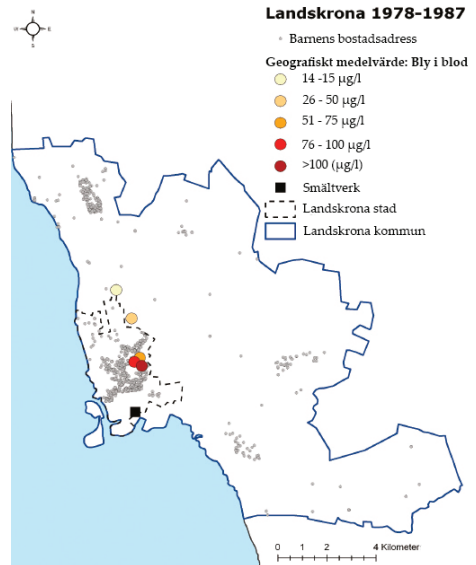 Landskrona 1978-1987
N
W
E
S
Barnens bostadsadress
Geografiskt medelvärde: Bly i blod
14 -15 µg/l
26 - 50 µg/l
51 - 75 µg/l
76 - 100 µg/l
>100 (µg/l)
Smältverk
Landskrona stad
Landskrona kommun
0 1 2 4 Kilometer